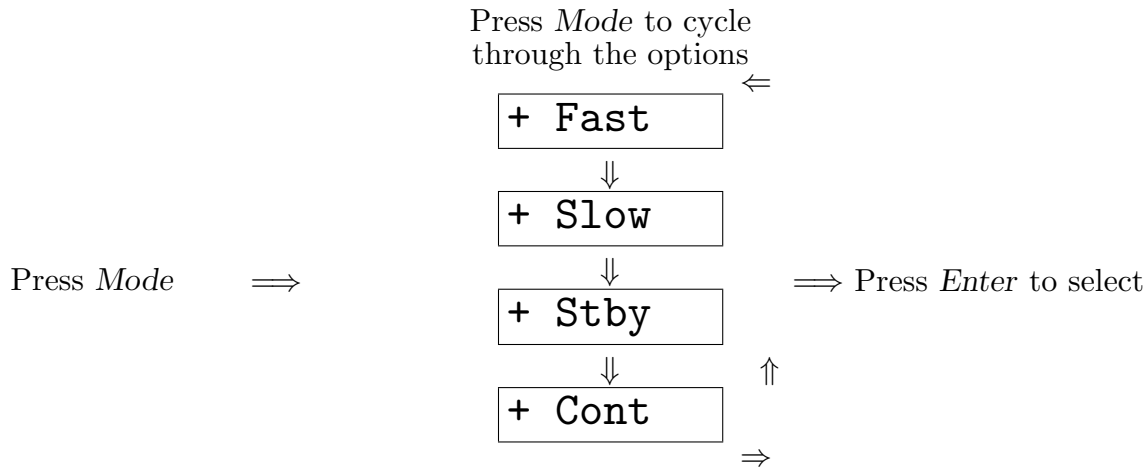 Press Mode to cycle
through the options
⇐
+ Fast
⇓
+ Slow
Press Mode ⟹ ⇓ ⟹ Press Enter to select
+ Stby
⇓ ⇑
+ Cont
⇒